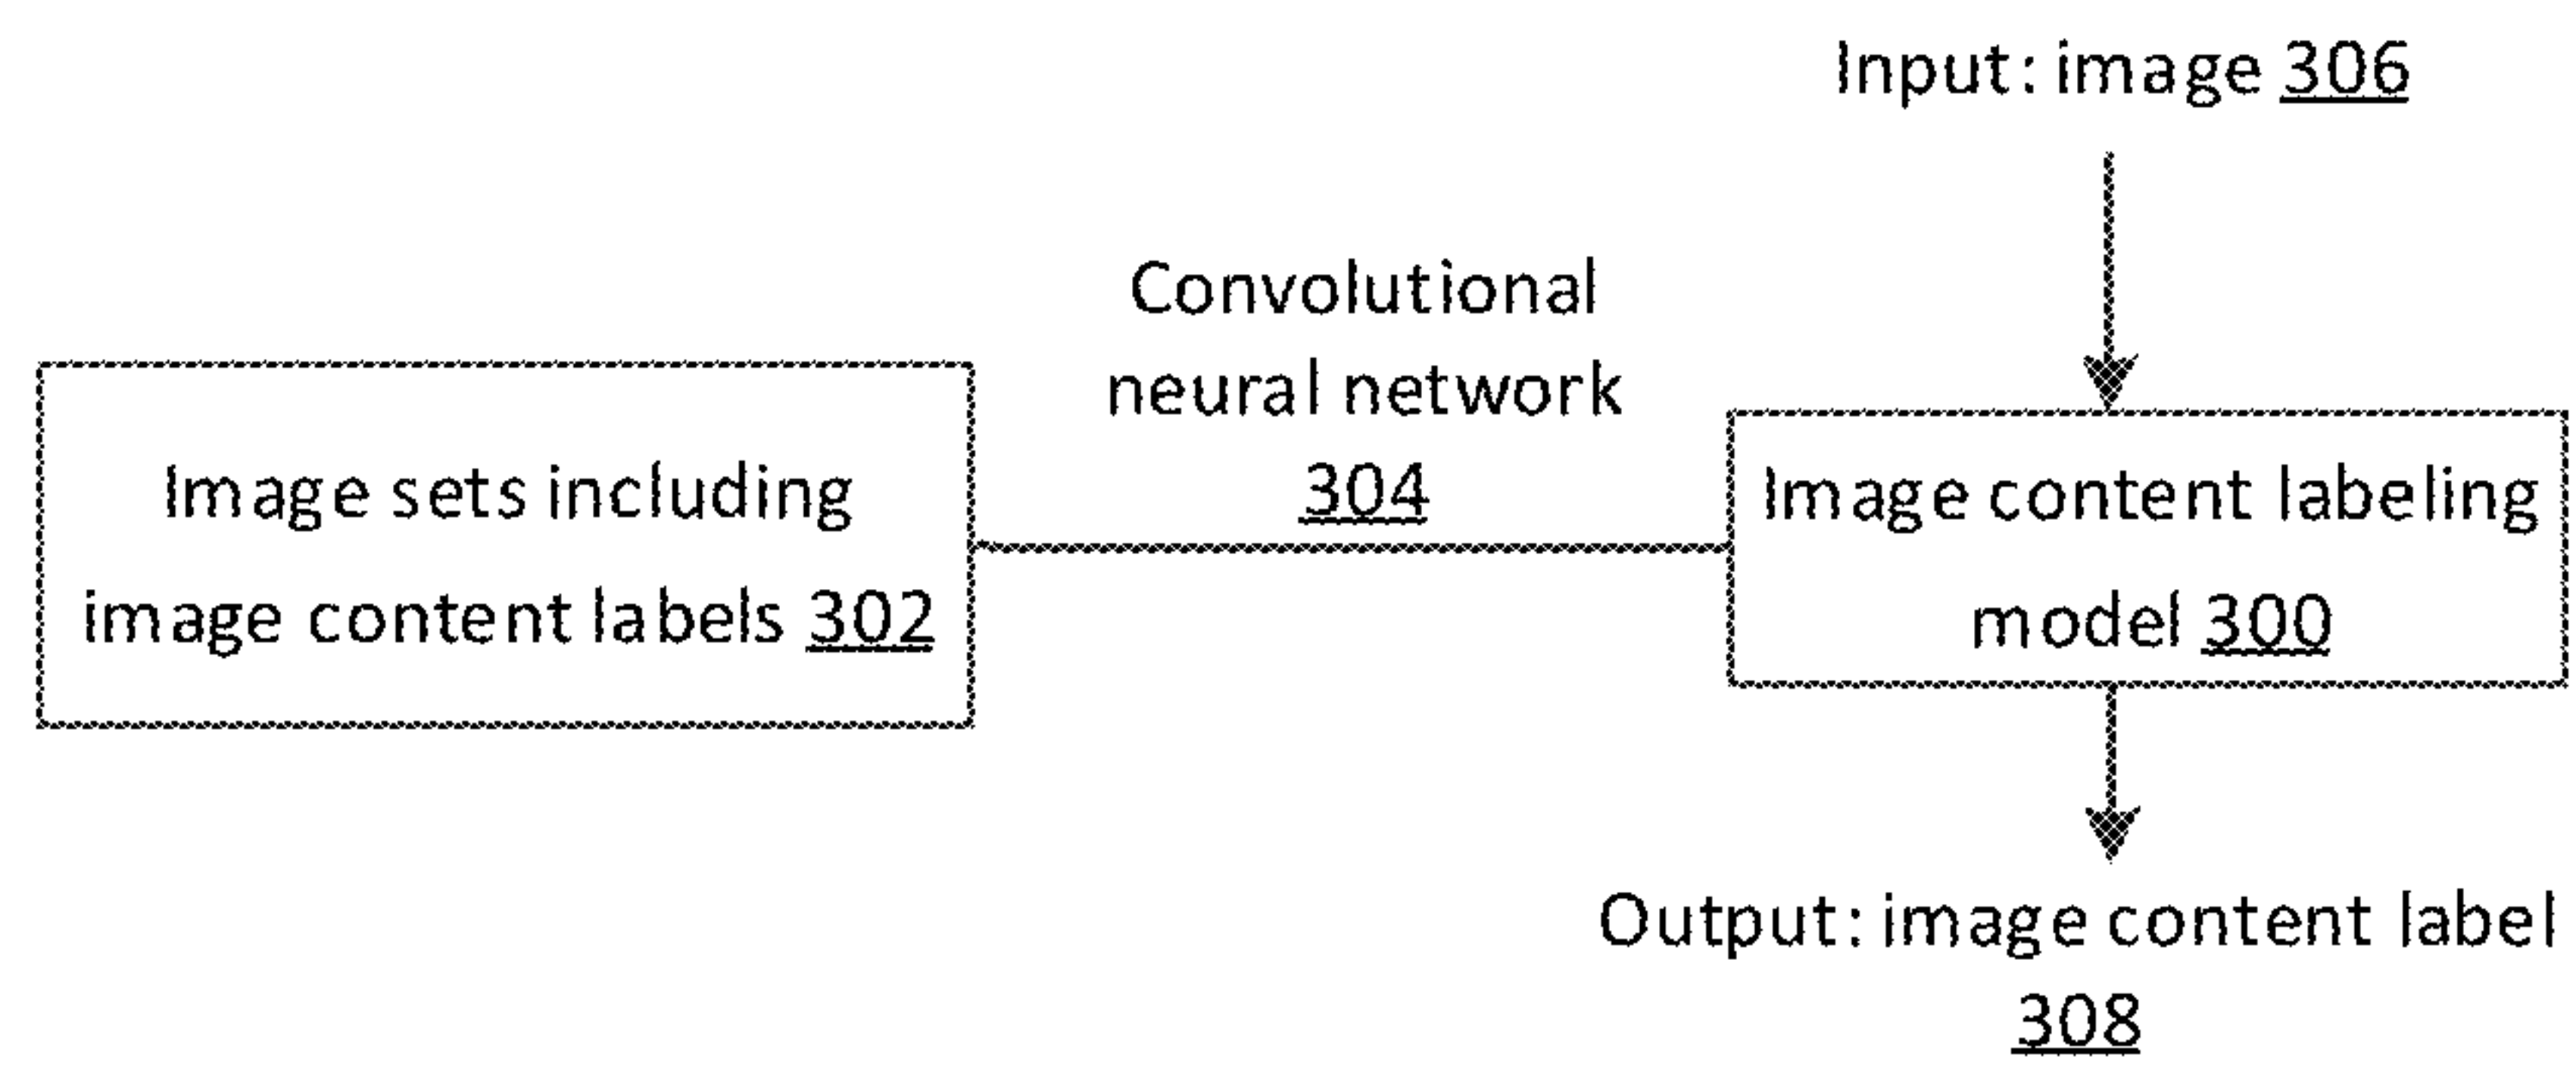 Input: image 306
Convolutional
neural network
304
Image sets including
image content labels 302
Image content labeling
model 300
Output: image content label
308